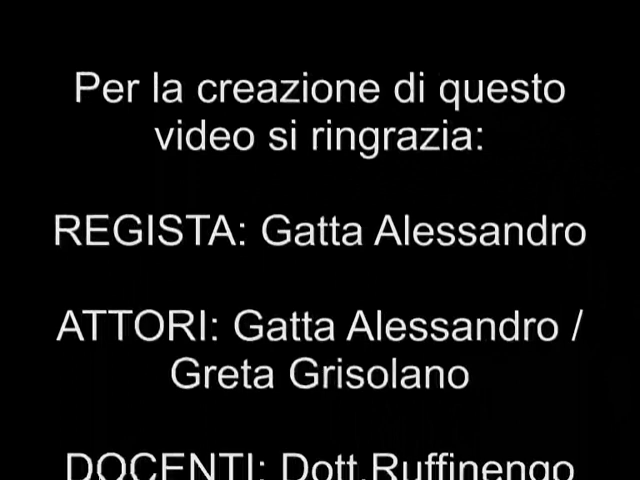 Per la creazione di questo
video si ringrazia:
REGISTA: Gatta Alessandro
ATTORI: Gatta Alessandro /
Greta Grisolano
DOCENTI: Dott.Ruffinengo